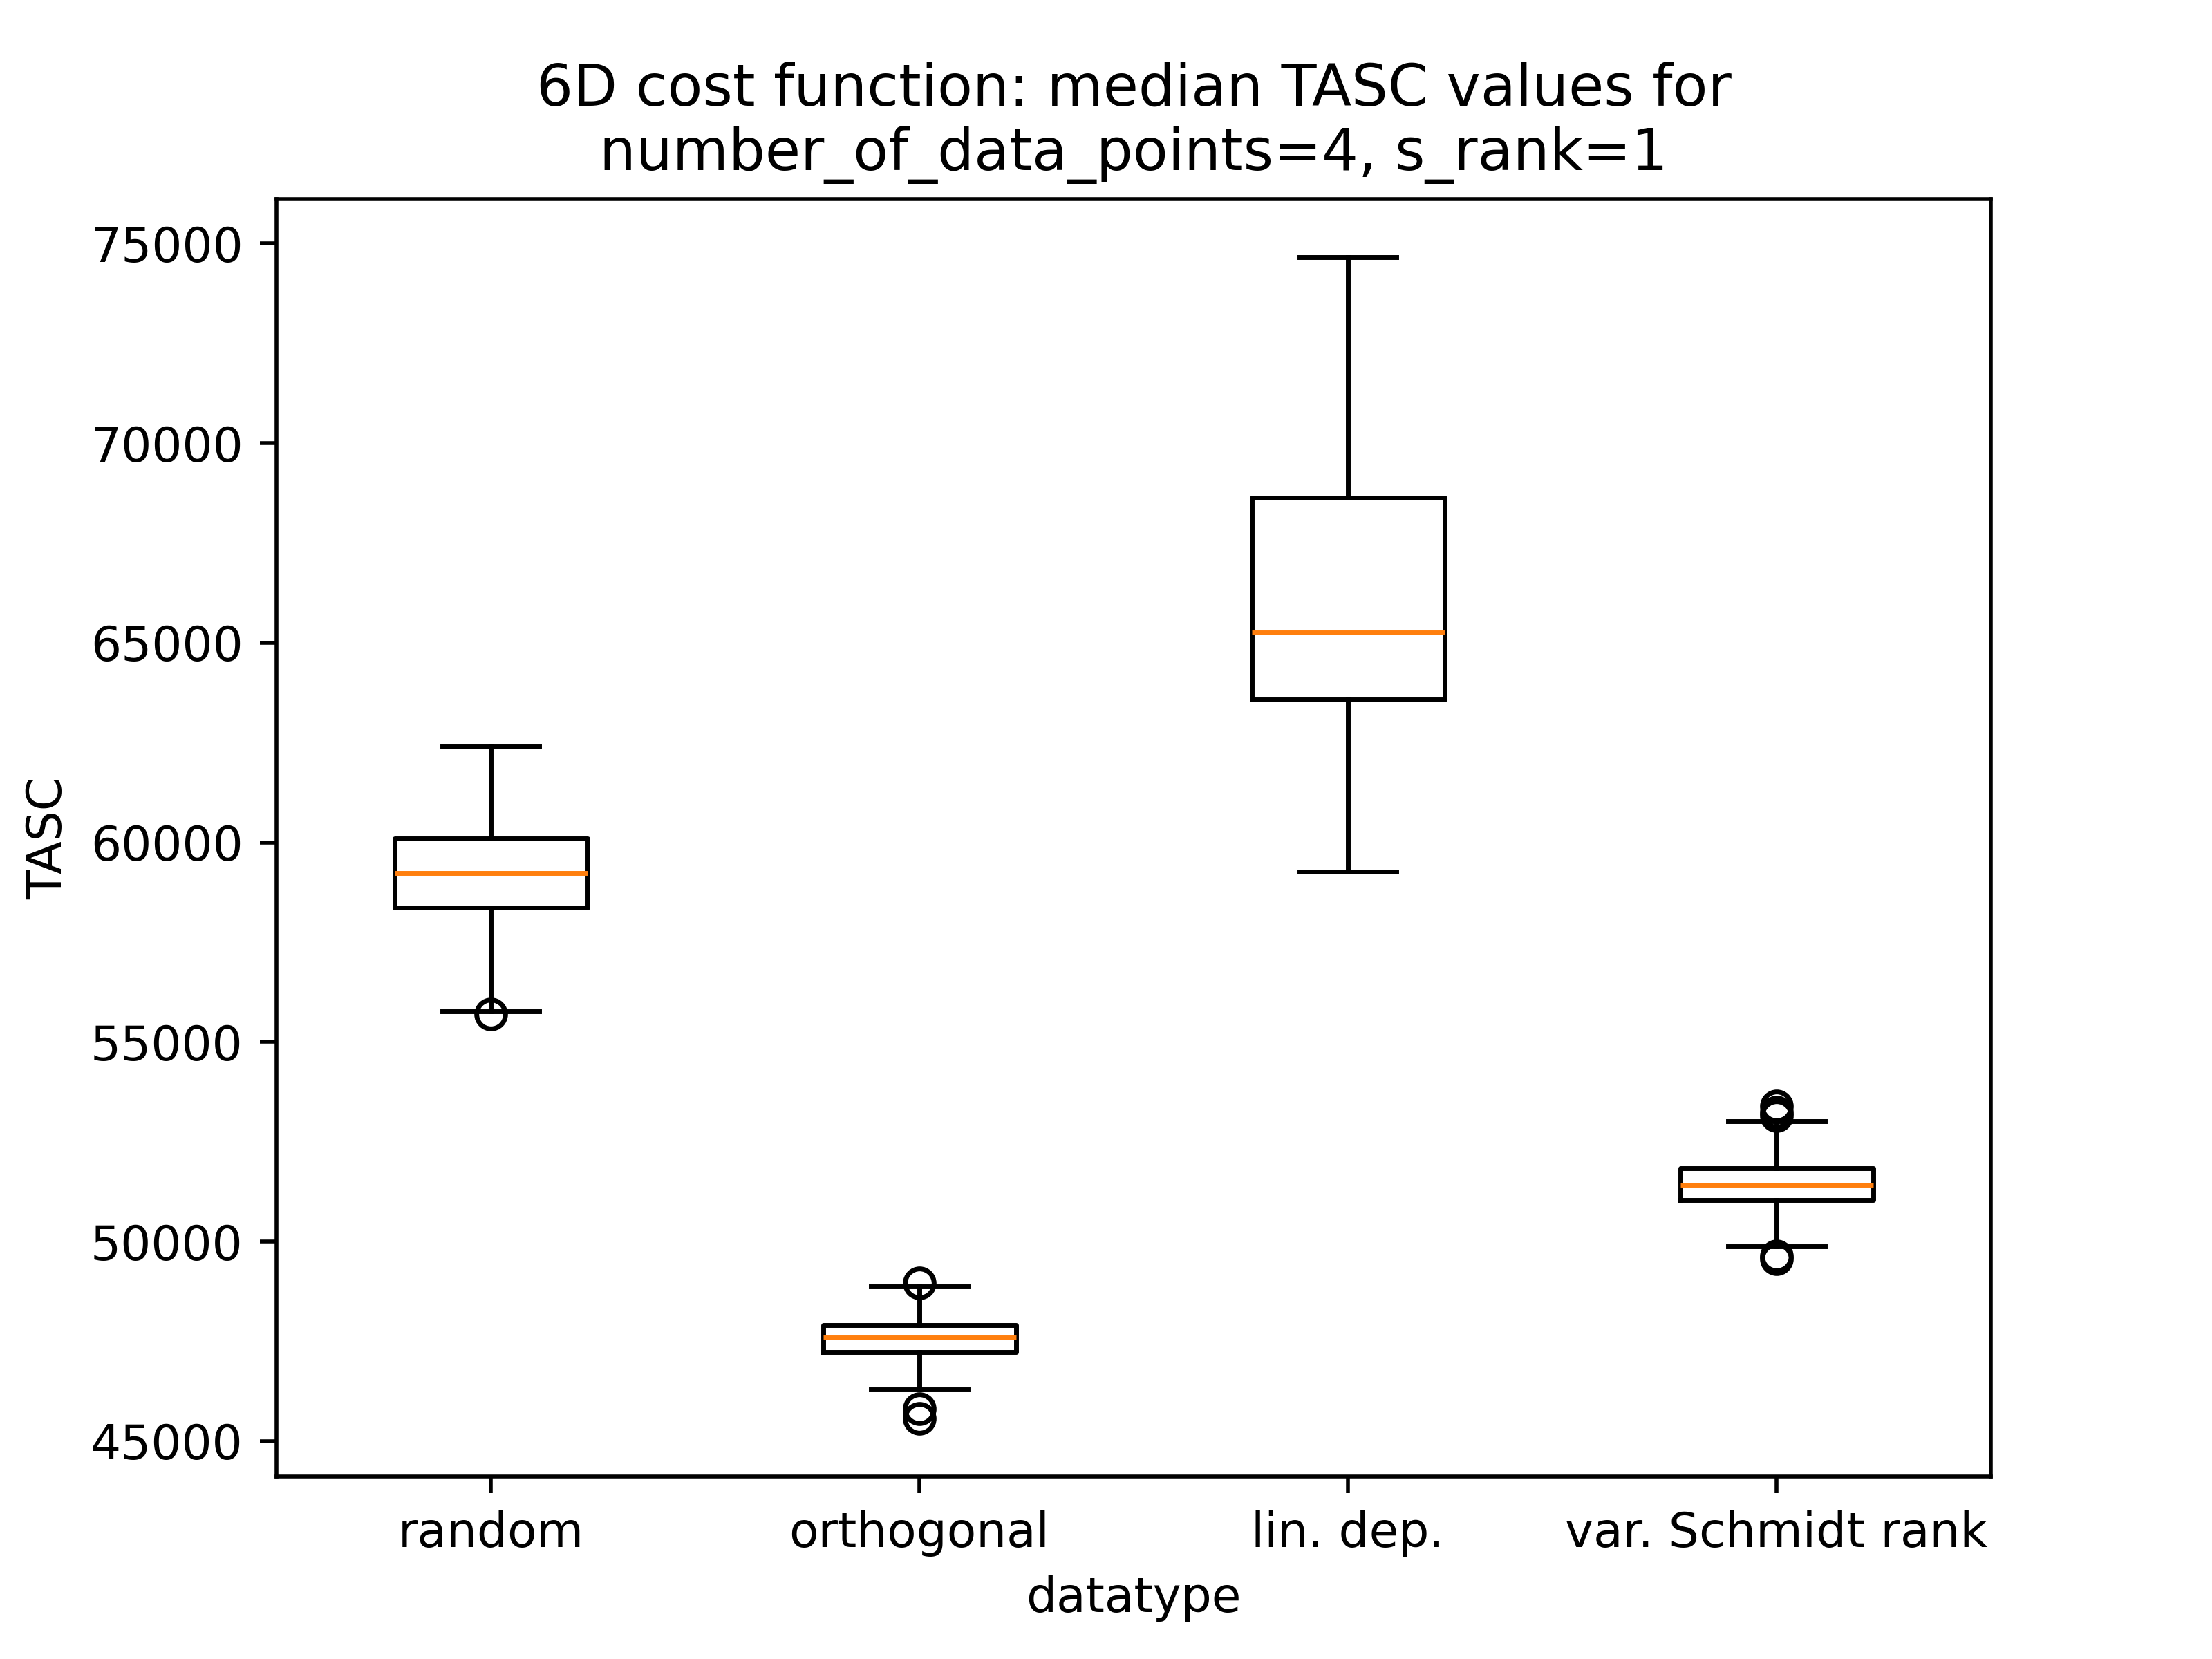 6D cost function: median TASC values for
number_of_data_points=4, s_rank=1
75000
70000
65000
60000
55000
50000
45000
TASC
random
orthogonal
lin. dep.
var. Schmidt rank
datatype